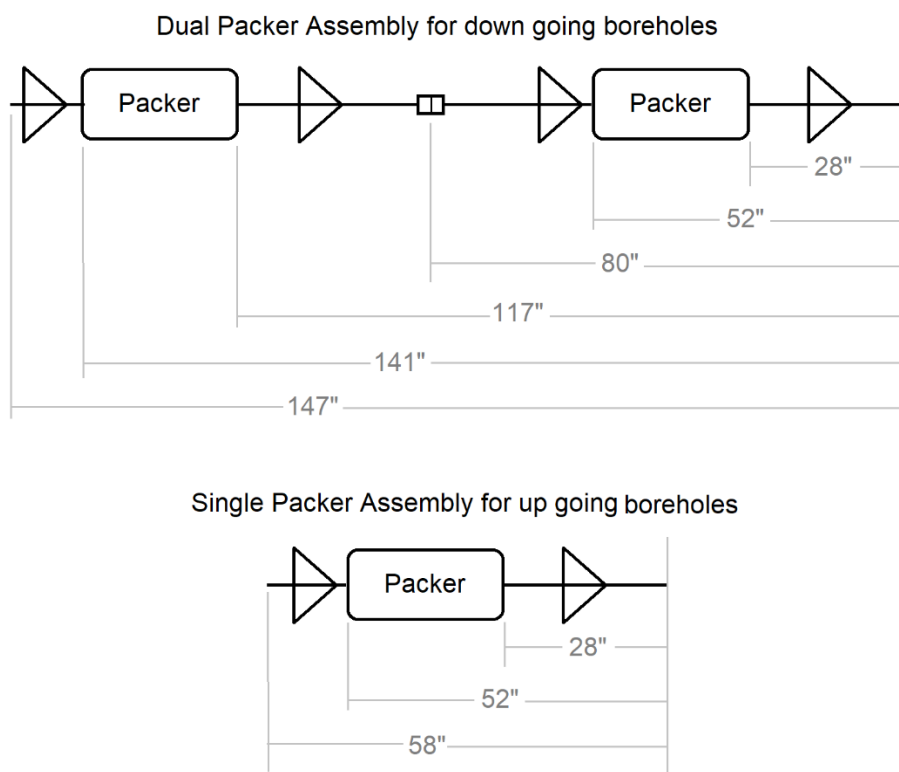 Dual Packer Assembly for down going boreholes
Packer
Packer
28"
52"
80"
117"
141"
147"
Single Packer Assembly for up going boreholes
Packer
28"
52"
58"